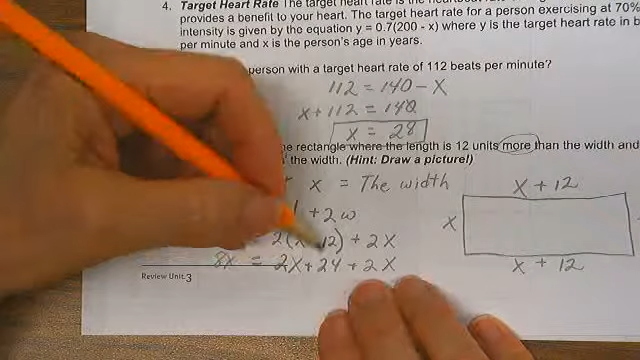 4. Target Heart Rate The target heart rate is the heartbeat rate
provides a benefit to your heart. The target heart rate for a person exercising at 70%
intensity is given by the equation y = 0.7(200 - x) where y is the target heart rate in b
per minute and x is the person's age in years.
person with a target heart rate of 112 beats per minute?
112 = 140 - X
X + 112 = 140
X = 28
rectangle where the length is 12 units more than the width and
the width. (Hint: Draw a picture!)
X = The width
X + 12
+ 2w
X
12) + 2X
8X = 2X + 24 + 2X
X + 12
Review Unit 3